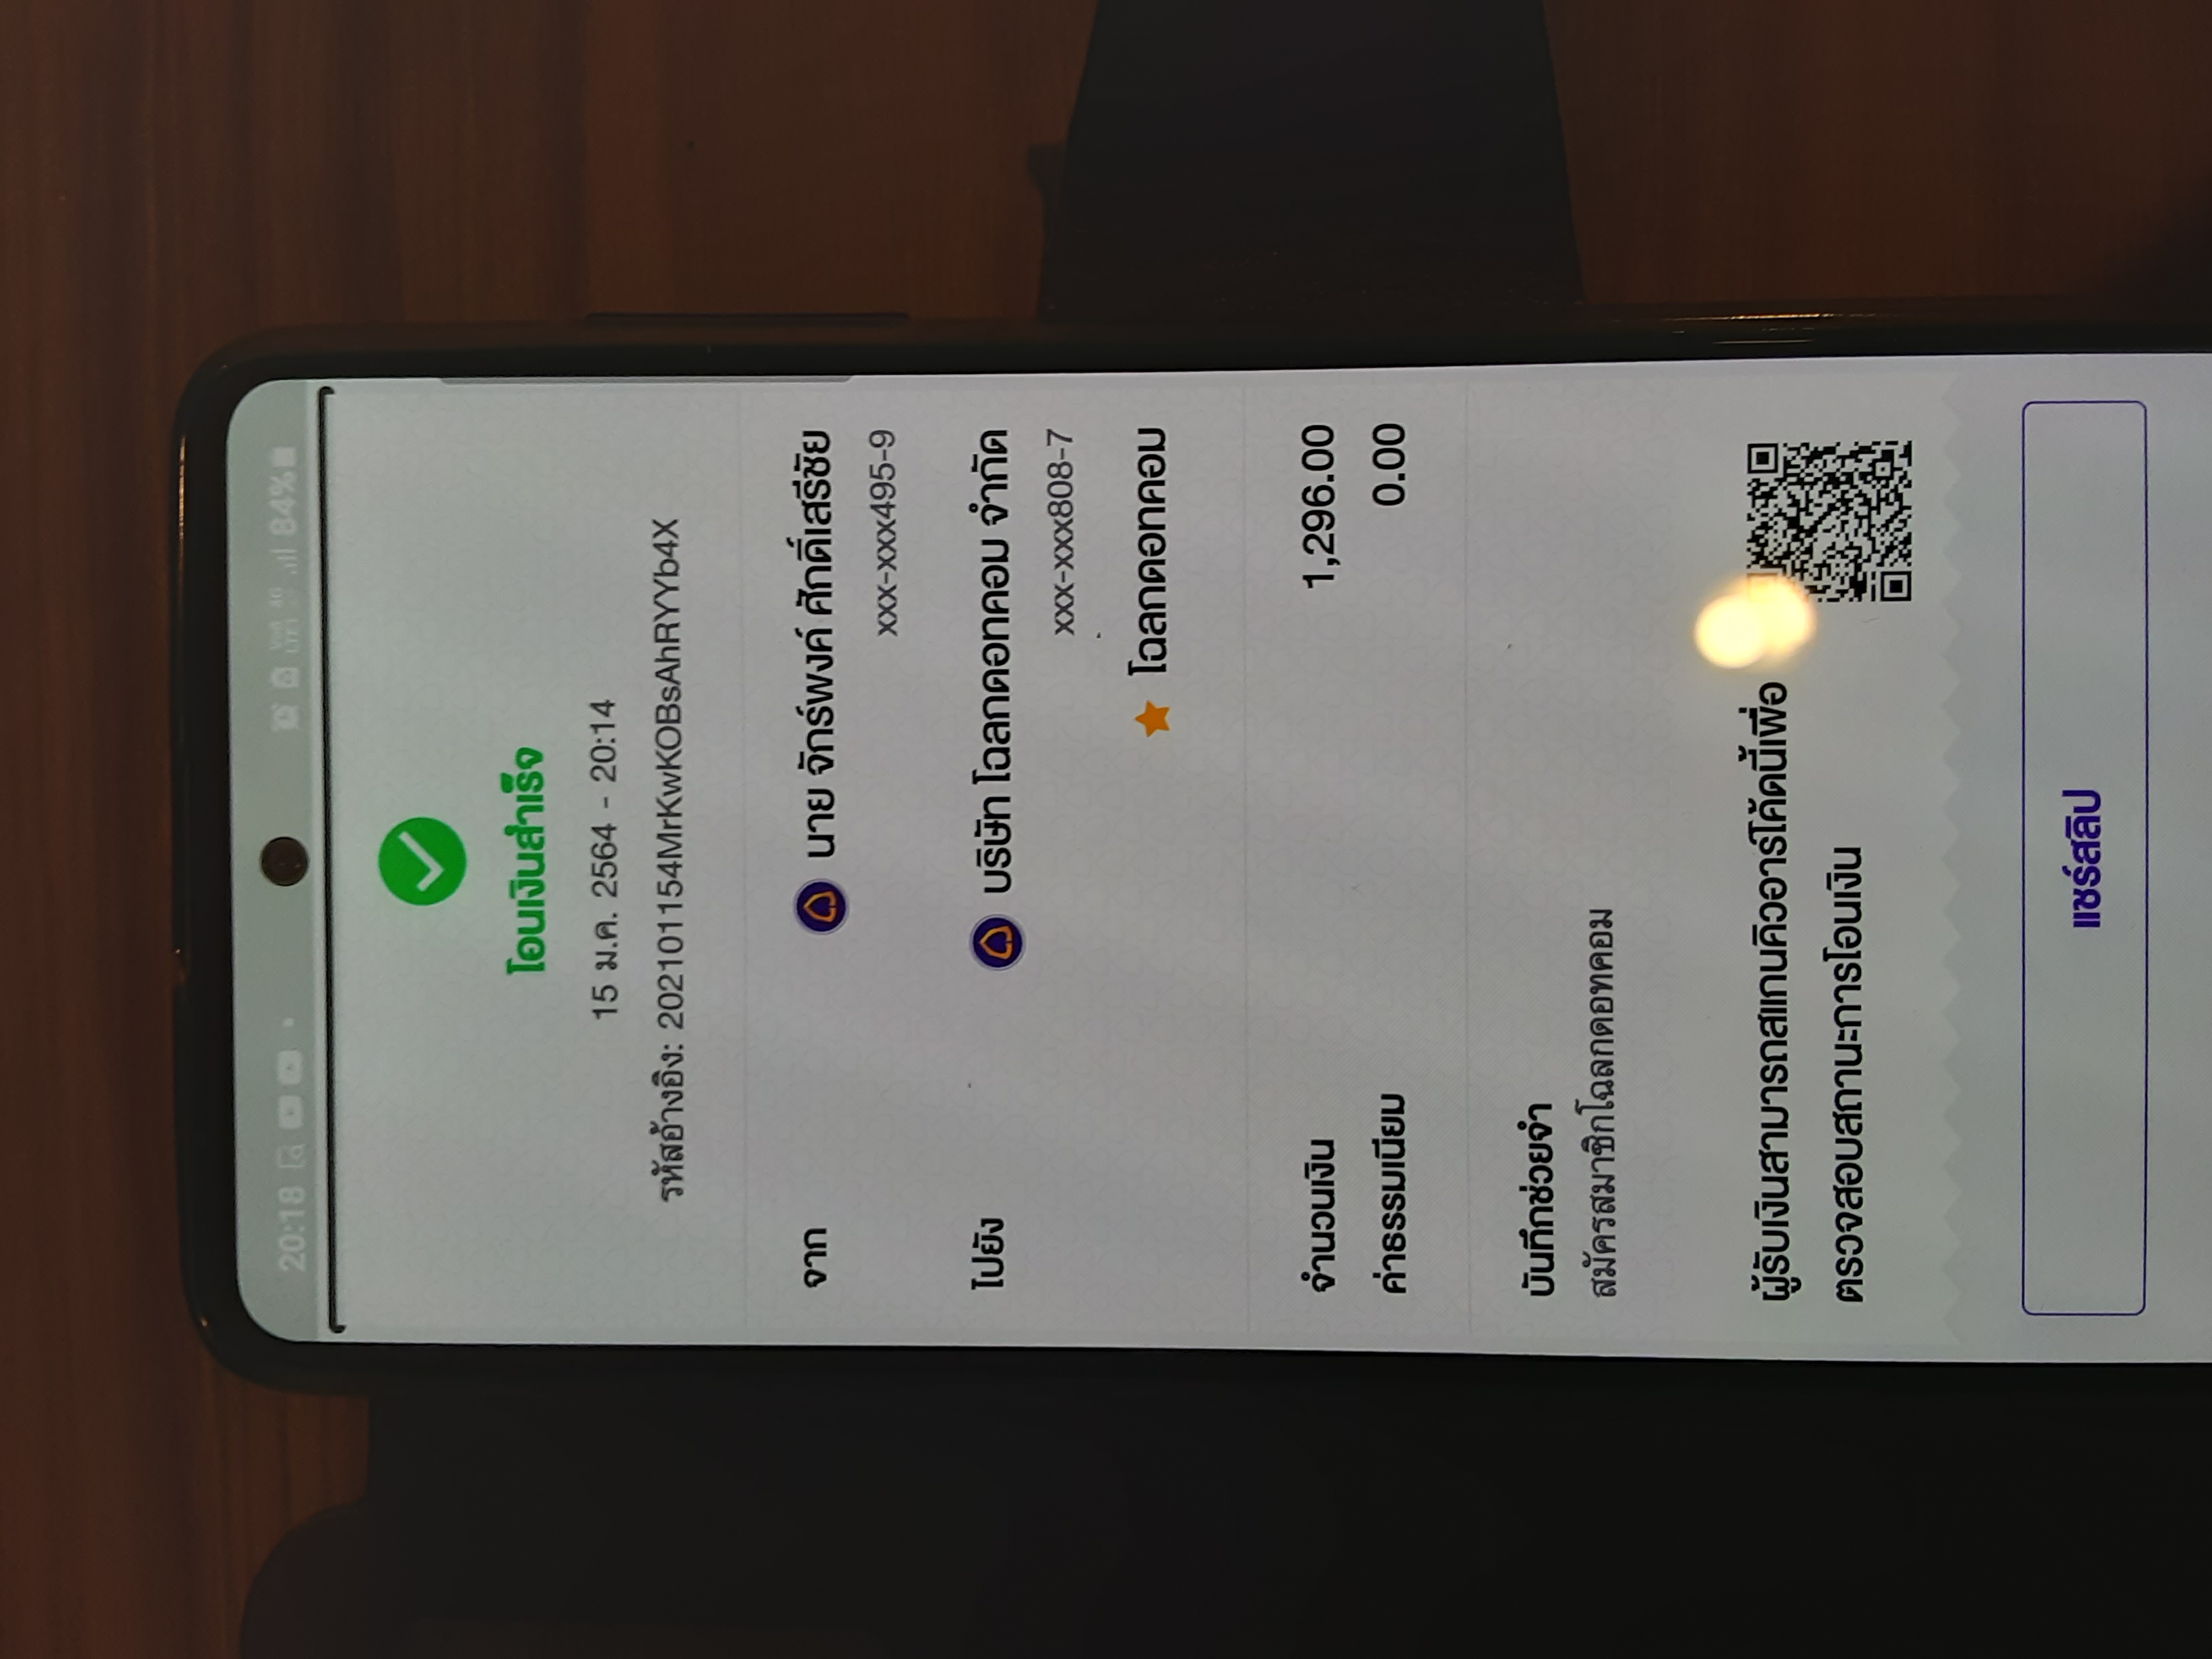 20:18
84%
โอนเงินสำเร็จ
15 ม.ค. 2564 - 20:14
รหัสอ้างอิง: 202101154MrKwKOBsAhRYYb4X
จาก
นาย จักร์พงค์ ศักดิ์เสรีชัย
xxx-xxx495-9
ไปยัง
บริษัท โฉลกดอทคอม จำกัด
xxx-xxx808-7
โฉลกดอทคอม
จำนวนเงิน 1,296.00
ค่าธรรมเนียม 0.00
บันทึกช่วยจำ
สมัครสมาชิกโฉลกดอทคอม
ผู้รับเงินสามารถสแกนคิวอาร์โค้ดนี้เพื่อ
ตรวจสอบสถานะการโอนเงิน
แชร์สลิป